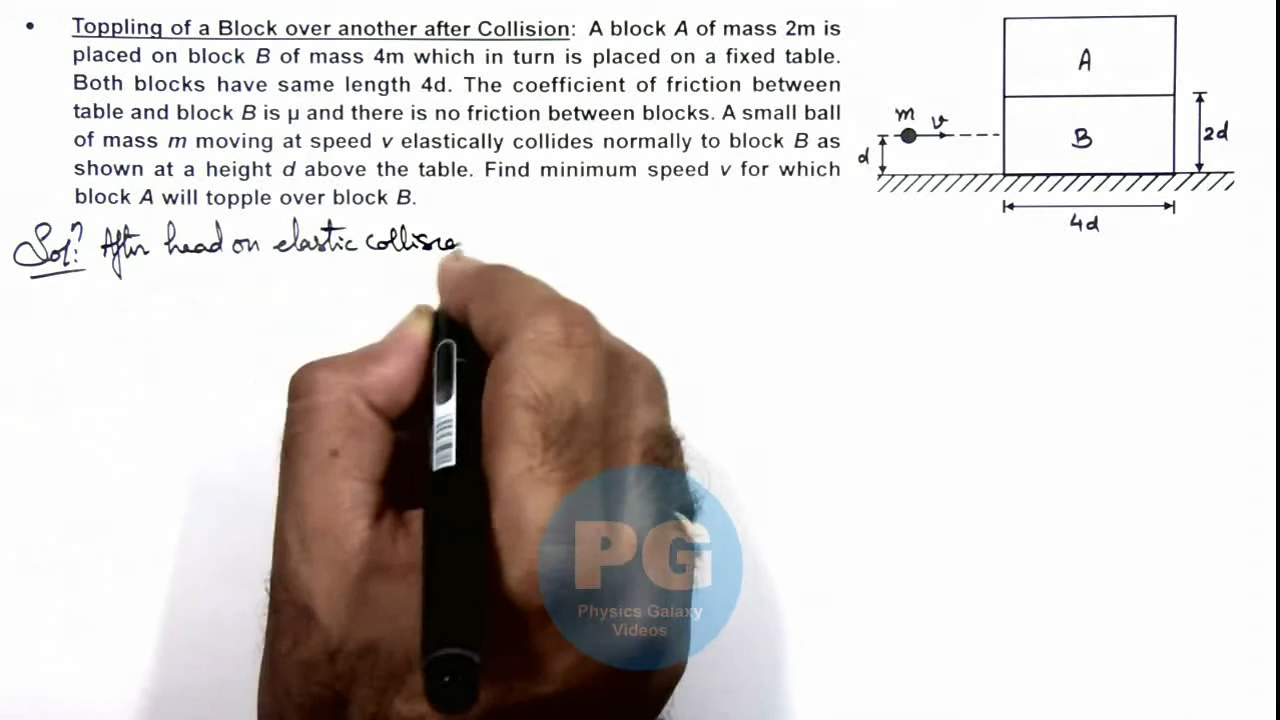 • Toppling of a Block over another after Collision: A block A of mass 2m is
placed on block B of mass 4m which in turn is placed on a fixed table.
Both blocks have same length 4d. The coefficient of friction between
table and block B is μ and there is no friction between blocks. A small ball
of mass m moving at speed v elastically collides normally to block B as
shown at a height d above the table. Find minimum speed v for which
block A will topple over block B.
A
m
v
B
2d
d
4d
Sol? After head on elastic collisio
PG
Physics Galaxy
Videos